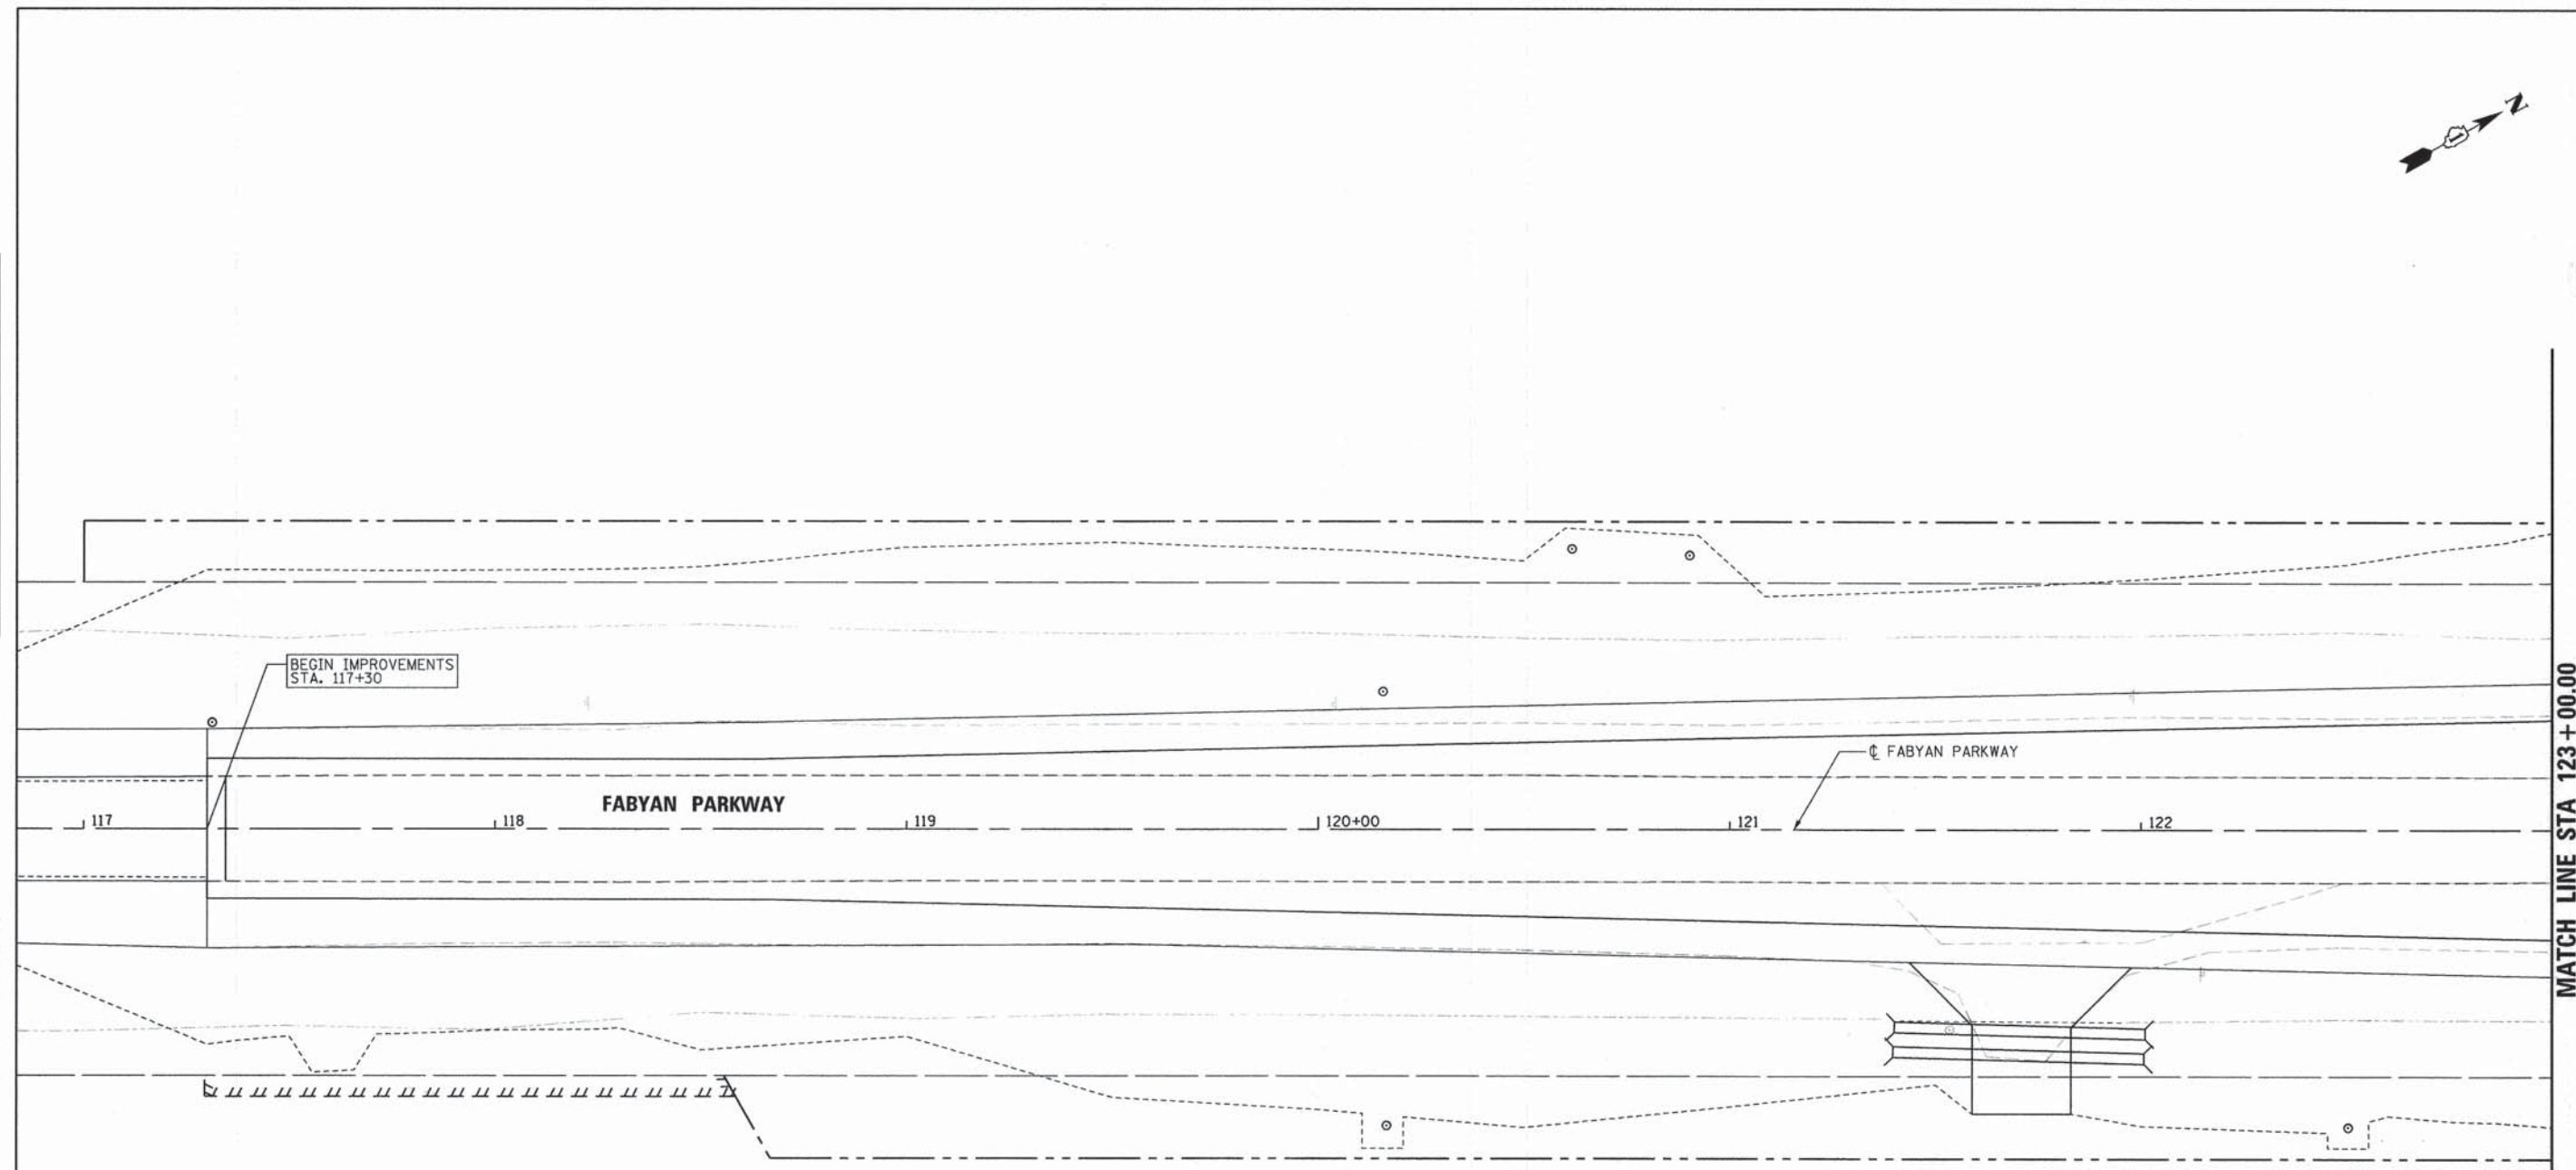 N
BEGIN IMPROVEMENTS
STA. 117+30
℄ FABYAN PARKWAY
FABYAN PARKWAY
117
118
119
120+00
121
122
MATCH LINE STA 123+00.00